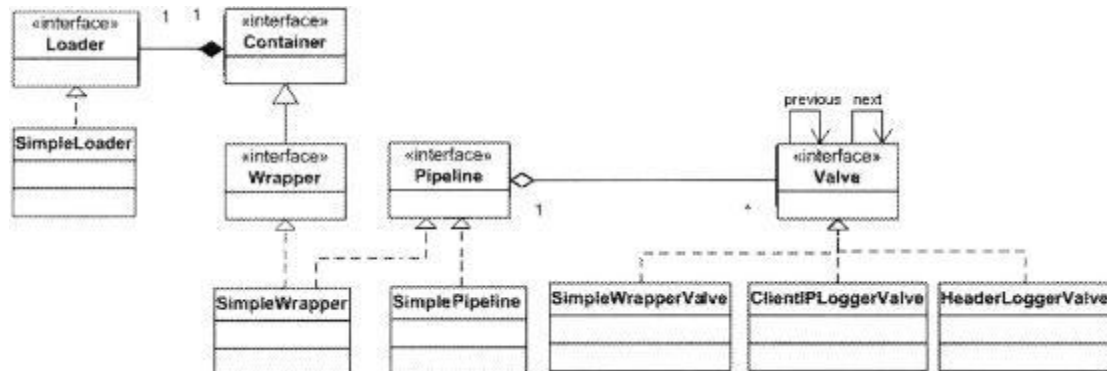 «interface»
Loader
1
1
«interface»
Container
SimpleLoader
«interface»
Wrapper
«interface»
Pipeline
1
*
previous next
«interface»
Valve
SimpleWrapper
SimplePipeline
SimpleWrapperValve
ClientIPLoggerValve
HeaderLoggerValve